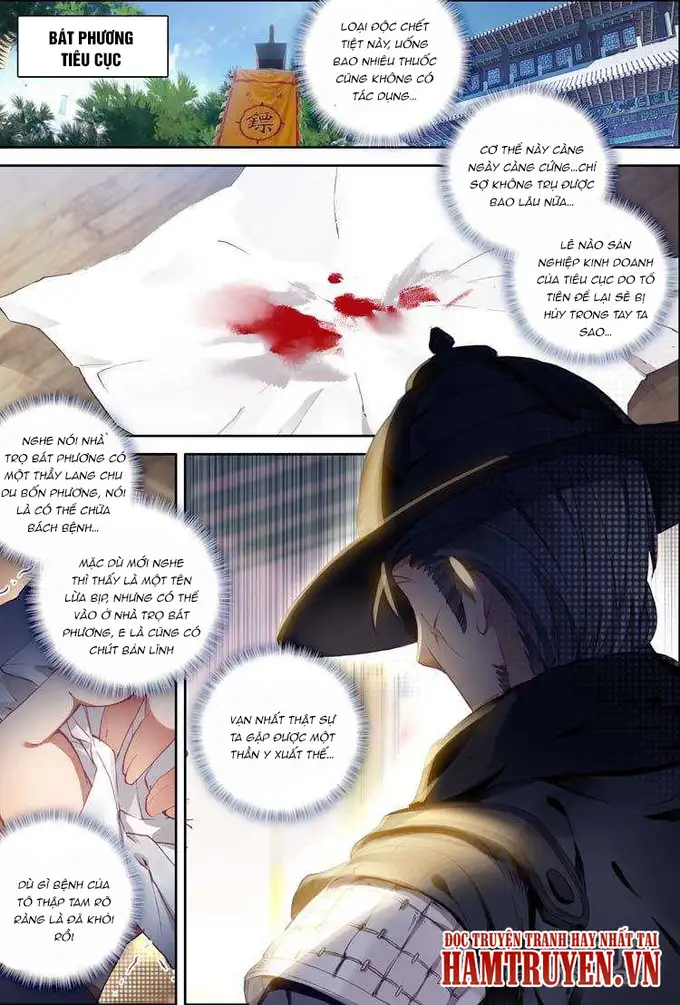 BÁT PHƯƠNG
TIÊU CỤC
LOẠI ĐỘC CHẾT
TIỆT NÀY, UỐNG
BAO NHIÊU THUỐC
CŨNG KHÔNG CÓ
TÁC DỤNG...
鏢
CƠ THỂ NÀY CÀNG
NGÀY CÀNG CỨNG...CHỈ
SỢ KHÔNG TRỤ ĐƯỢC
BAO LÂU NỮA...
LẼ NÀO SẢN
NGHIỆP KINH DOANH
CỦA TIÊU CỤC DO TỔ
TIÊN ĐỂ LẠI SẼ BỊ
HỦY TRONG TAY TA
SAO...
NGHE NÓI NHÀ
TRỌ BÁT PHƯƠNG CÓ
MỘT THẦY LANG CHU
DU BỐN PHƯƠNG, NÓI
LÀ CÓ THỂ CHỮA
BÁCH BỆNH...
MẶC DÙ MỚI NGHE
THÌ THẤY LÀ MỘT TÊN
LỪA BỊP, NHƯNG CÓ THỂ
VÀO Ở NHÀ TRỌ BÁT
PHƯƠNG, E LÀ CŨNG CÓ
CHÚT BẢN LĨNH
VẠN NHẤT THẬT SỰ
TA GẶP ĐƯỢC MỘT
THẦN Y XUẤT THẾ...
DÙ GÌ BỆNH CỦA
TÔ THẬP TAM RÕ
RÀNG LÀ ĐÃ KHỎI
RỒI
ĐỌC TRUYỆN TRANH HAY NHẤT TẠI
HAMTRUYEN.VN